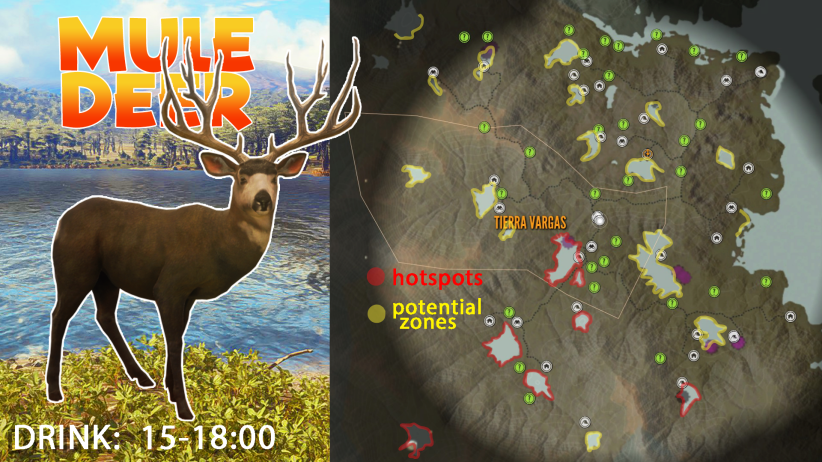 MULE
DEER
TIERRA VARGAS
hotspots
potential
zones
DRINK: 15-18:00